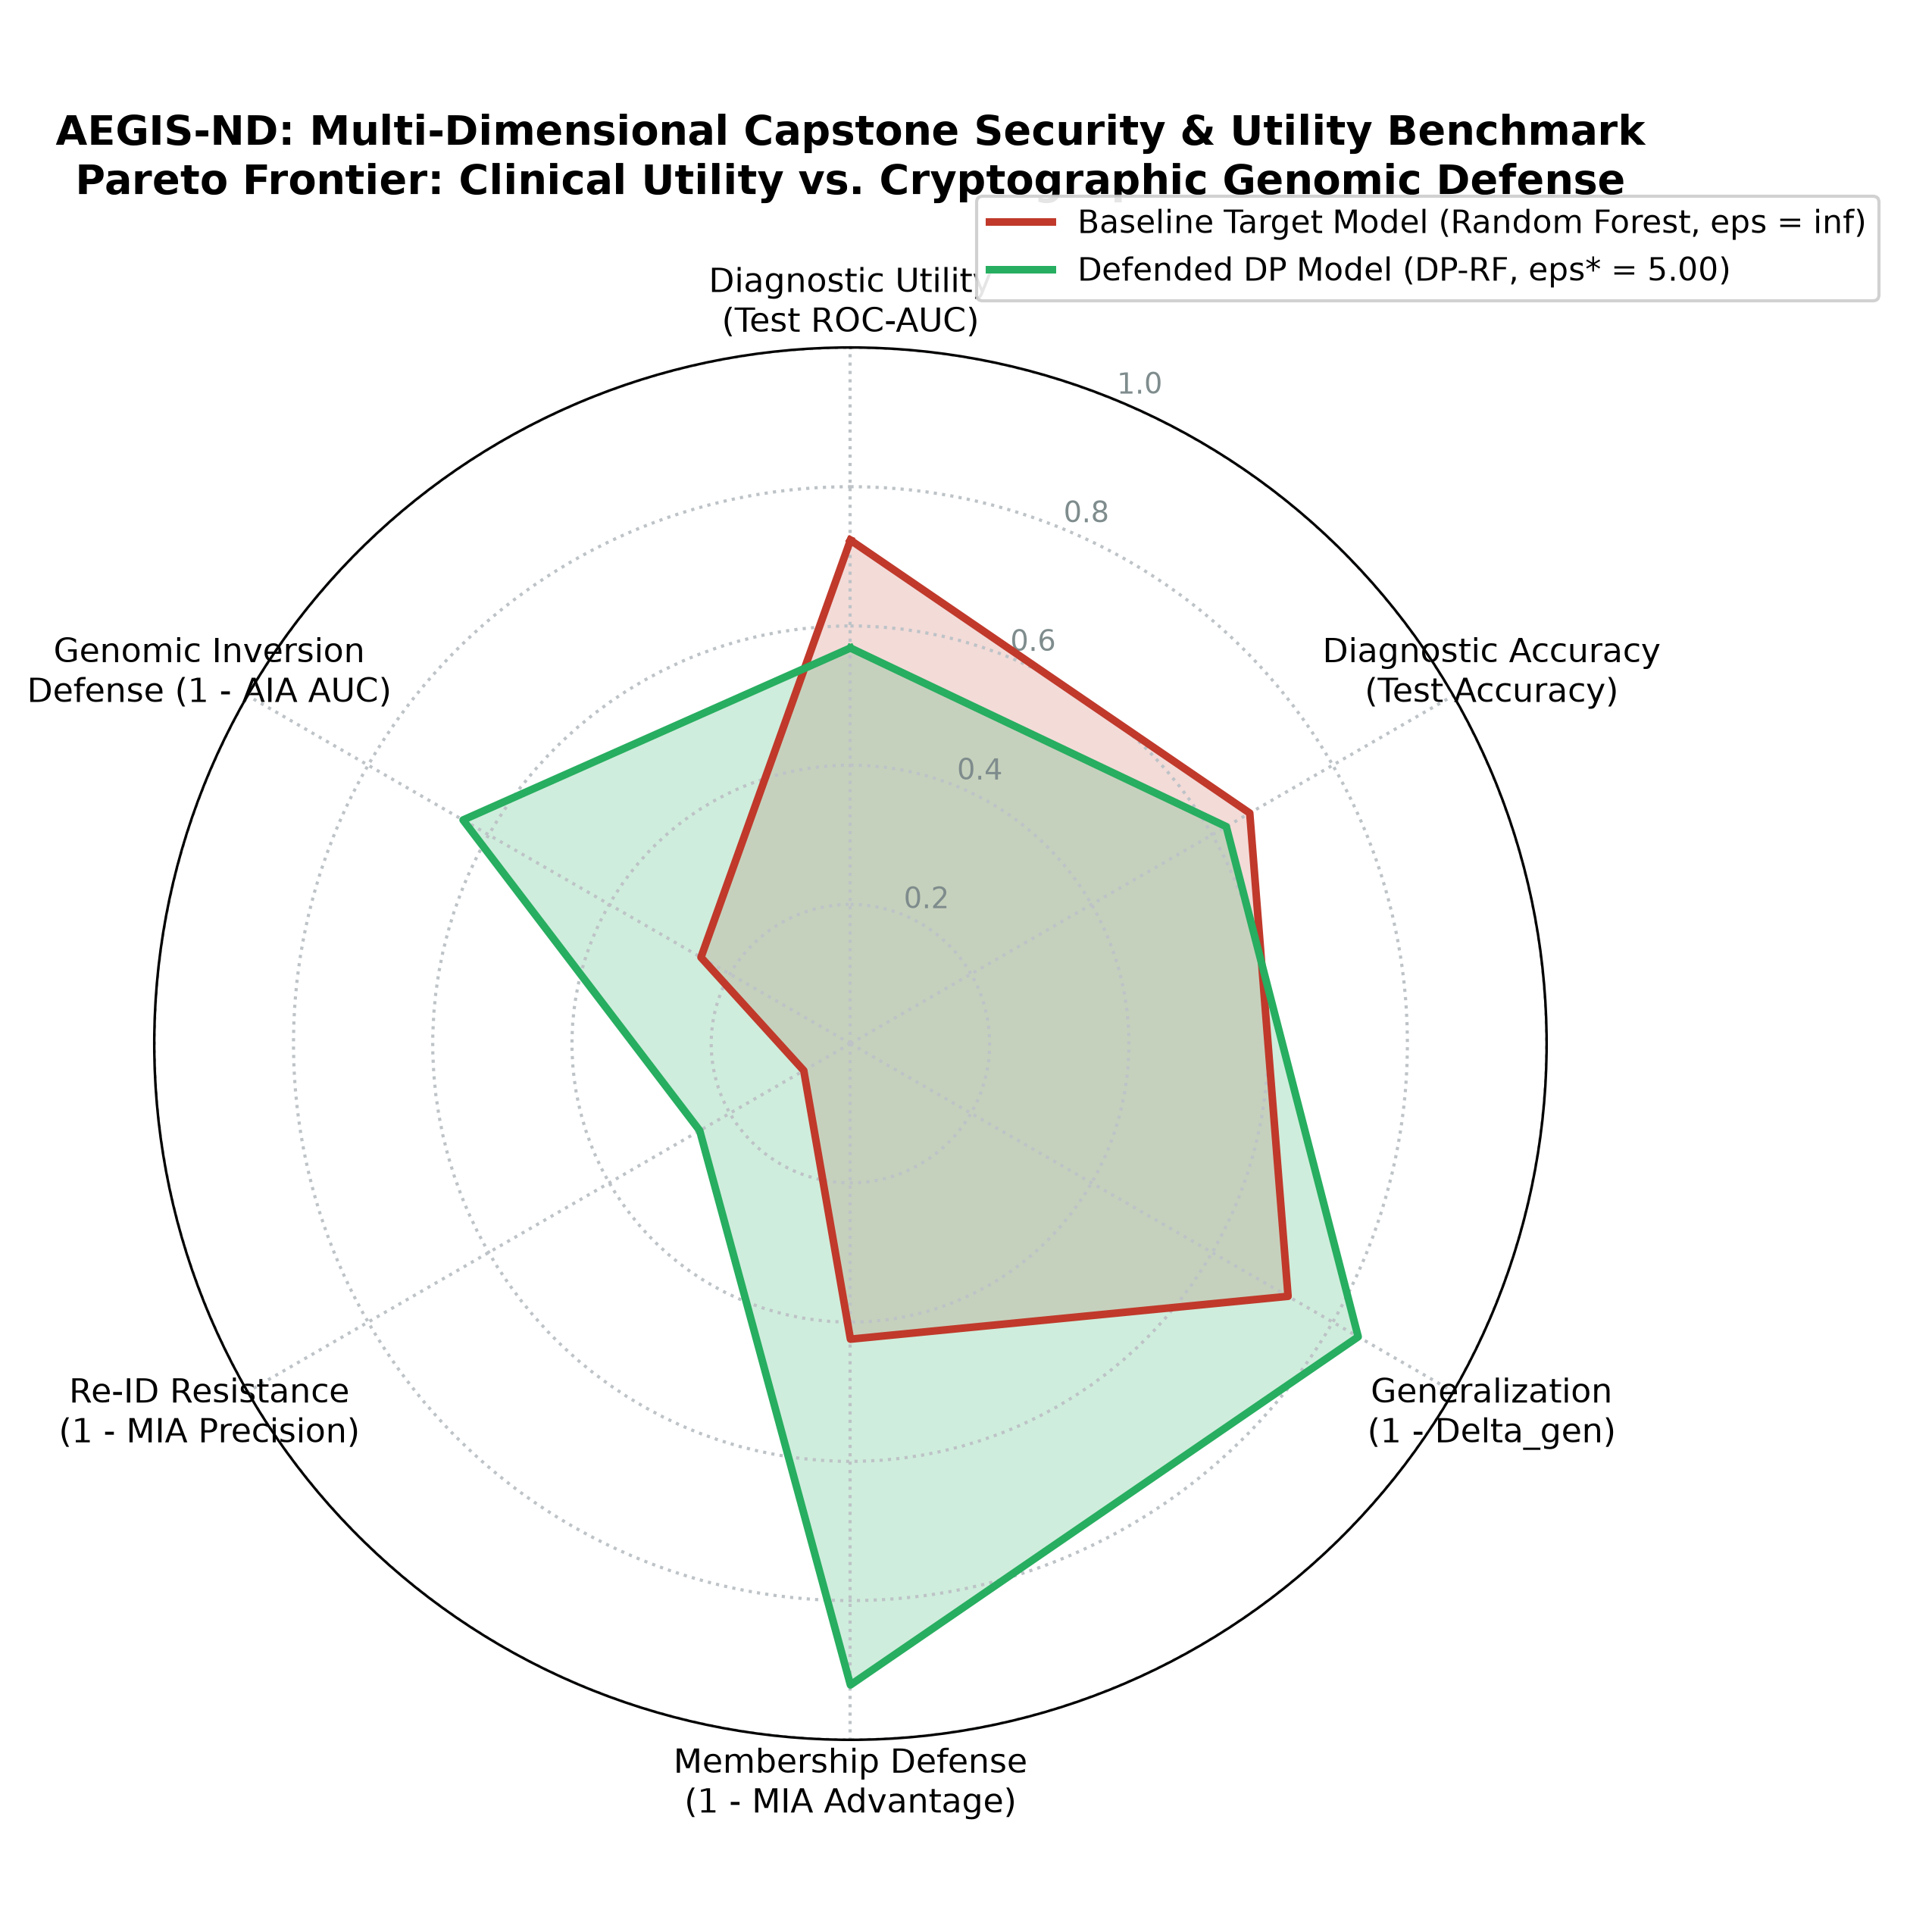 AEGIS-ND: Multi-Dimensional Capstone Security & Utility Benchmark
Pareto Frontier: Clinical Utility vs. Cryptographic Genomic Defense
Baseline Target Model (Random Forest, eps = inf)
Defended DP Model (DP-RF, eps* = 5.00)
Diagnostic Utility
(Test ROC-AUC)
1.0
0.8
0.6
0.4
0.2
Genomic Inversion
Defense (1 - AIA AUC)
Diagnostic Accuracy
(Test Accuracy)
Re-ID Resistance
(1 - MIA Precision)
Generalization
(1 - Delta_gen)
Membership Defense
(1 - MIA Advantage)